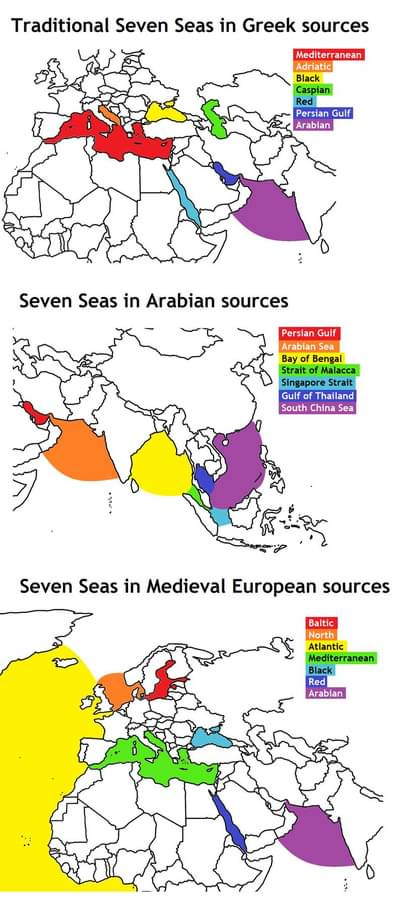 Traditional Seven Seas in Greek sources
Mediterranean
Adriatic
Black
Caspian
Red
Persian Gulf
Arabian
Seven Seas in Arabian sources
Persian Gulf
Arabian Sea
Bay of Bengal
Strait of Malacca
Singapore Strait
Gulf of Thailand
South China Sea
Seven Seas in Medieval European sources
Baltic
North
Atlantic
Mediterranean
Black
Red
Arabian